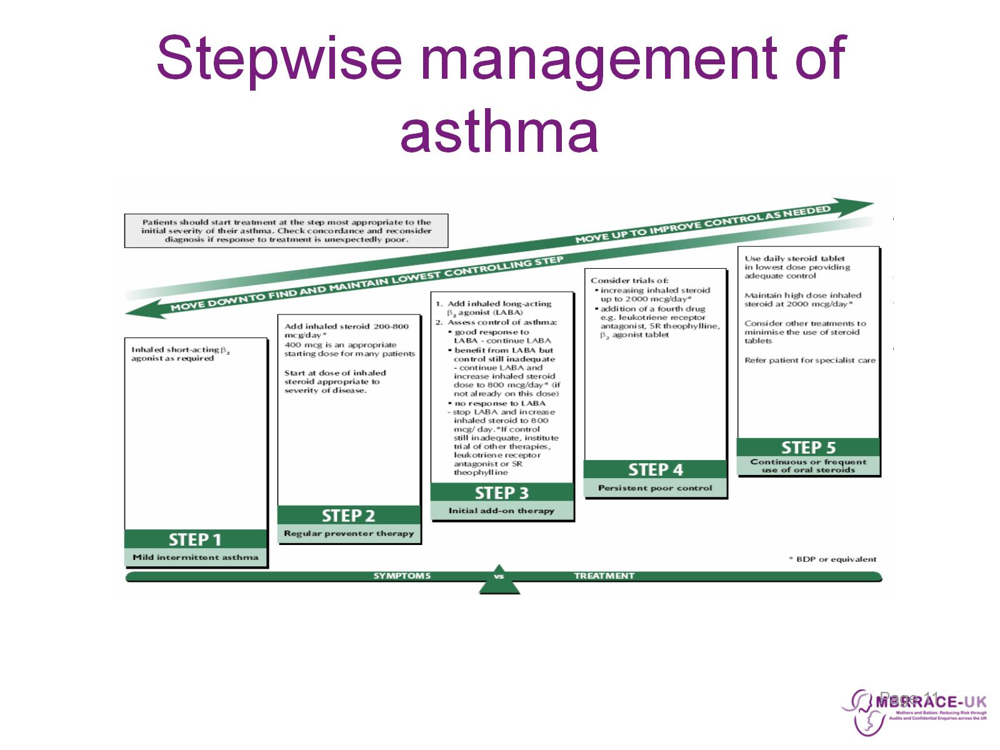 Stepwise management of
asthma
Patients should start treatment at the step most appropriate to the
initial severity of their asthma. Check concordance and reconsider
diagnosis if response to treatment is unexpectedly poor.
MOVE UP TO IMPROVE CONTROL AS NEEDED
MOVE DOWN TO FIND AND MAINTAIN LOWEST CONTROLLING STEP
Inhaled short-acting β2
agonist as required
STEP 1
Mild intermittent asthma
Add inhaled steroid 200-800
mcg/day*
400 mcg is an appropriate
starting dose for many patients
Start at dose of inhaled
steroid appropriate to
severity of disease.
STEP 2
Regular preventer therapy
1. Add inhaled long-acting
β2 agonist (LABA)
2. Assess control of asthma:
▪ good response to
LABA - continue LABA
▪ benefit from LABA but
control still inadequate
- continue LABA and
increase inhaled steroid
dose to 800 mcg/day* (if
not already on this dose)
▪ no response to LABA
- stop LABA and increase
inhaled steroid to 800
mcg/ day.*If control
still inadequate, institute
trial of other therapies,
leukotriene receptor
antagonist or SR
theophylline
STEP 3
Initial add-on therapy
Consider trials of:
▪ increasing inhaled steroid
up to 2000 mcg/day*
▪ addition of a fourth drug
e.g. leukotriene receptor
antagonist, SR theophylline,
β2 agonist tablet
STEP 4
Persistent poor control
Use daily steroid tablet
in lowest dose providing
adequate control
Maintain high dose inhaled
steroid at 2000 mcg/day*
Consider other treatments to
minimise the use of steroid
tablets
Refer patient for specialist care
STEP 5
Continuous or frequent
use of oral steroids
* BDP or equivalent
SYMPTOMS vs TREATMENT
Page 11
MBRRACE-UK
Mothers and Babies: Reducing Risk through
Audits and Confidential Enquiries across the UK